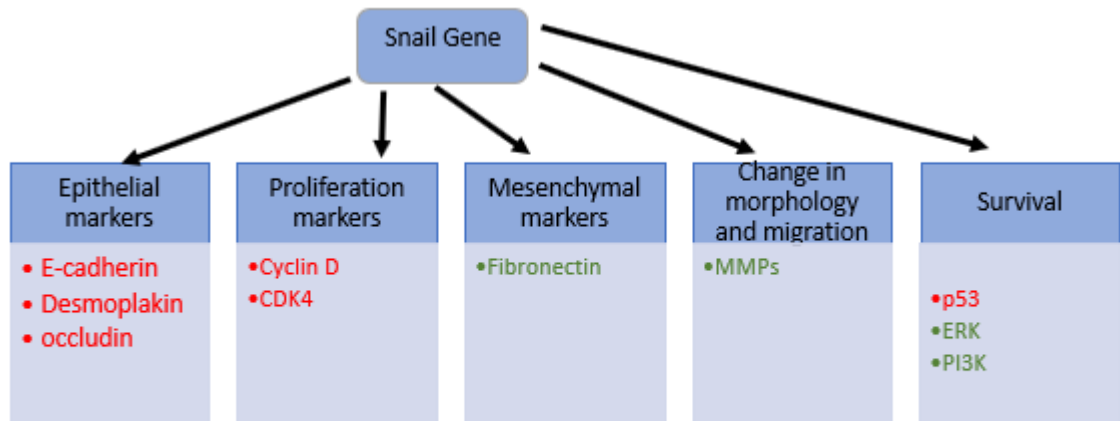 Snail Gene
Epithelial
markers
• E-cadherin
• Desmoplakin
• occludin
Proliferation
markers
•Cyclin D
•CDK4
Mesenchymal
markers
•Fibronectin
Change in
morphology
and migration
•MMPs
Survival
•p53
•ERK
•PI3K